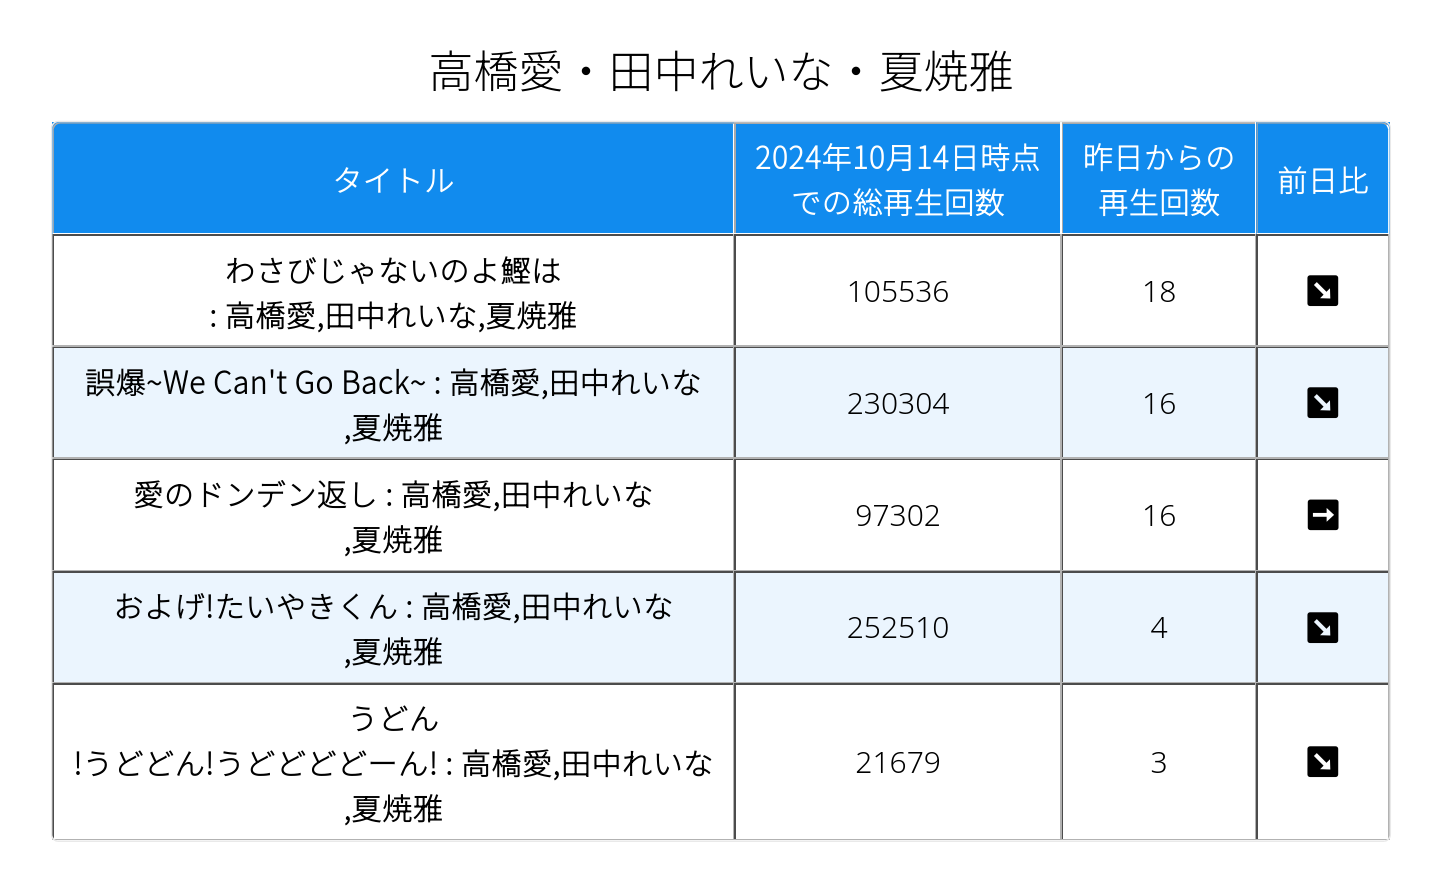 高橋愛・田中れいな・夏焼雅
タイトル
2024年10月14日時点
での総再生回数
昨日からの
再生回数
前日比
わさびじゃないのよ鰹は
: 高橋愛,田中れいな,夏焼雅
105536
18
誤爆~We Can't Go Back~ : 高橋愛,田中れいな
,夏焼雅
230304
16
愛のドンデン返し : 高橋愛,田中れいな
,夏焼雅
97302
16
およげ!たいやきくん : 高橋愛,田中れいな
,夏焼雅
252510
4
うどん
!うどどん!うどどどどーん! : 高橋愛,田中れいな
,夏焼雅
21679
3